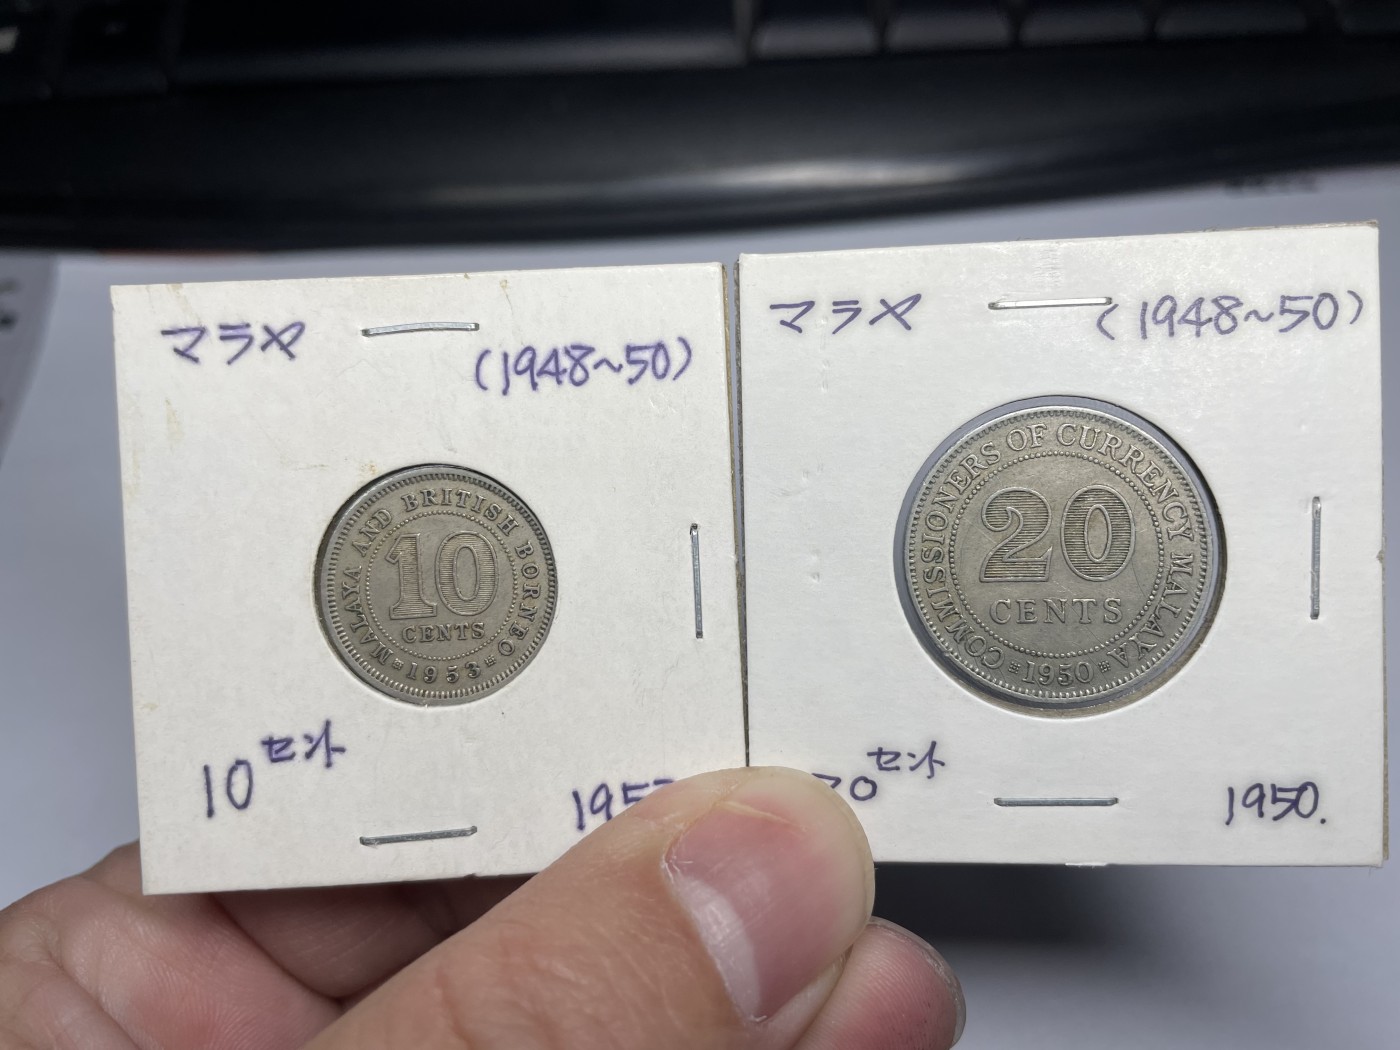 マラヤ
(1948~50)
MALAYA AND BRITISH BORNEO
10
CENTS
1953
10セント
マラヤ
(1948~50)
COMMISSIONERS OF CURRENCY MALAYA
20
CENTS
1950
セント
1950.